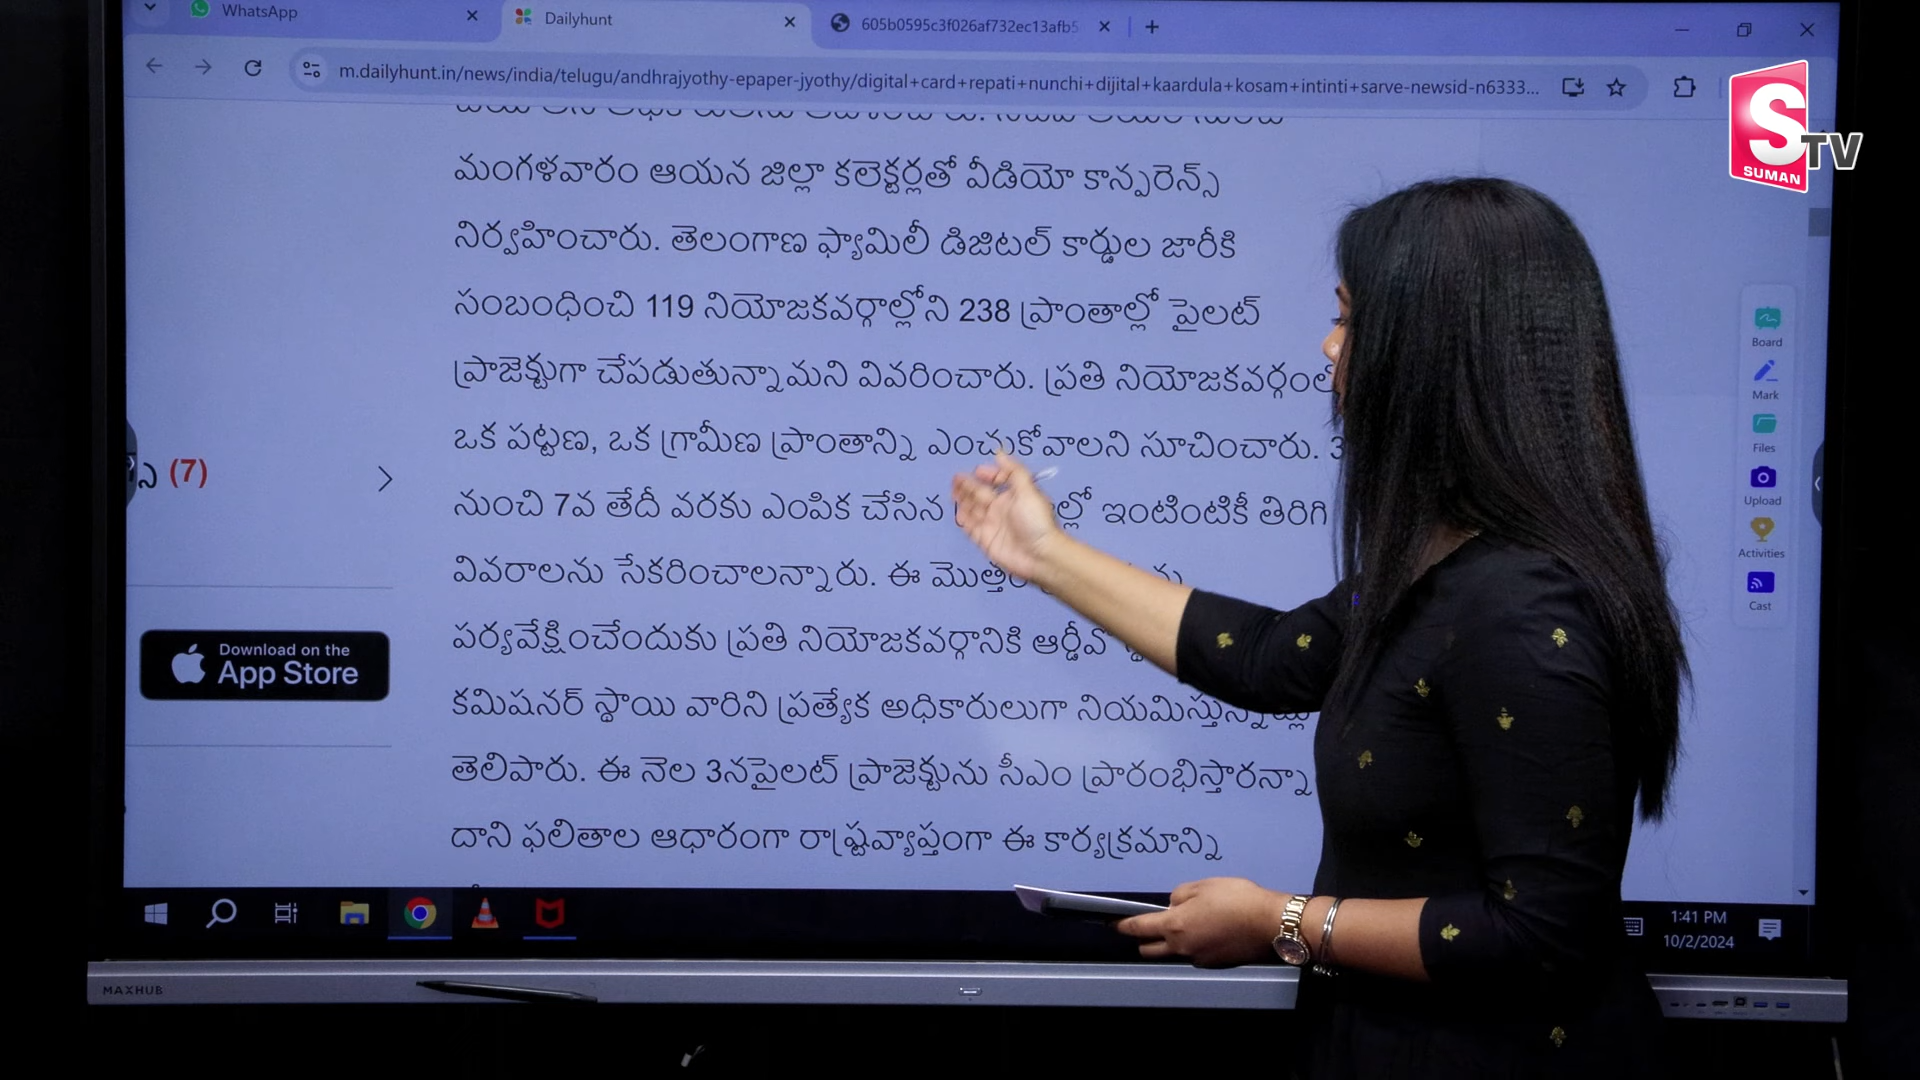 WhatsApp
Dailyhunt
605b0595c3f026af732ec13afb5
m.dailyhunt.in/news/india/telugu/andhrajyothy-epaper-jyothy/digital+card+repati+nunchi+dijital+kaardula+kosam+intinti+sarve-newsid-n6333...
S TV
SUMAN
మంగళవారం ఆయన జిల్లా కలెక్టర్లతో వీడియో కాన్ఫరెన్స్
నిర్వహించారు. తెలంగాణ ఫ్యామిలీ డిజిటల్ కార్డుల జారీకి
సంబంధించి 119 నియోజకవర్గాల్లోని 238 ప్రాంతాల్లో పైలట్
ప్రాజెక్టుగా చేపడుతున్నామని వివరించారు. ప్రతి
ఒక పట్టణ, ఒక గ్రామీణ ప్రాంతాన్ని ఎంచుకోవాలని సూచించారు. 3
నుంచి 7వ తేదీ వరకు ఎంపిక చేసిన ఇంటింటికీ తిరిగి
వివరాలను సేకరించాలన్నారు. ఈ
పర్యవేక్షించేందుకు ప్రతి నియోజకవర్గానికి
కమిషనర్ స్థాయి వారిని ప్రత్యేక అధికారులుగా నియమిస్తున్నట్లు
తెలిపారు. ఈ నెల 3నపైలట్ ప్రాజెక్టును సీఎం ప్రారంభిస్తారన్నా
దాని ఫలితాల ఆధారంగా రాష్ట్రవ్యాప్తంగా ఈ కార్యక్రమాన్ని
(7)
Download on the
App Store
Board
Mark
Files
Upload
Activities
Cast
1:41 PM
10/2/2024
MAXHUB